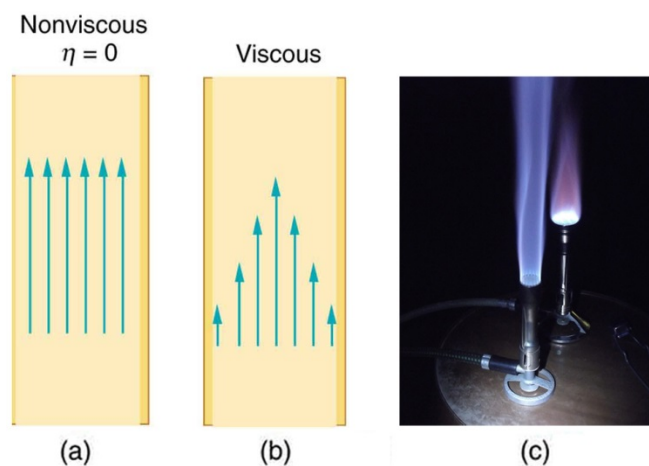 Nonviscous
η = 0
Viscous
(a)
(b)
(c)